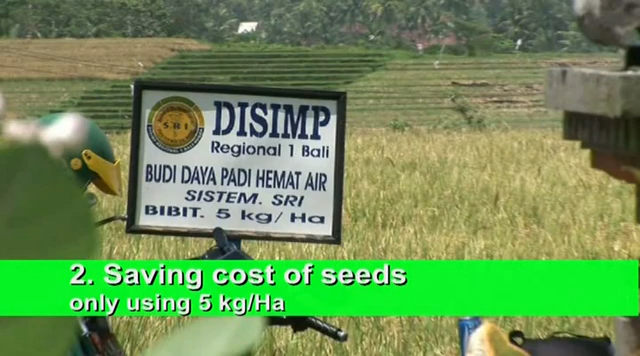 S.R.I
DISIMP
Regional 1 Bali
BUDI DAYA PADI HEMAT AIR
SISTEM. SRI
BIBIT. 5 kg/Ha
2. Saving cost of seeds
only using 5 kg/Ha